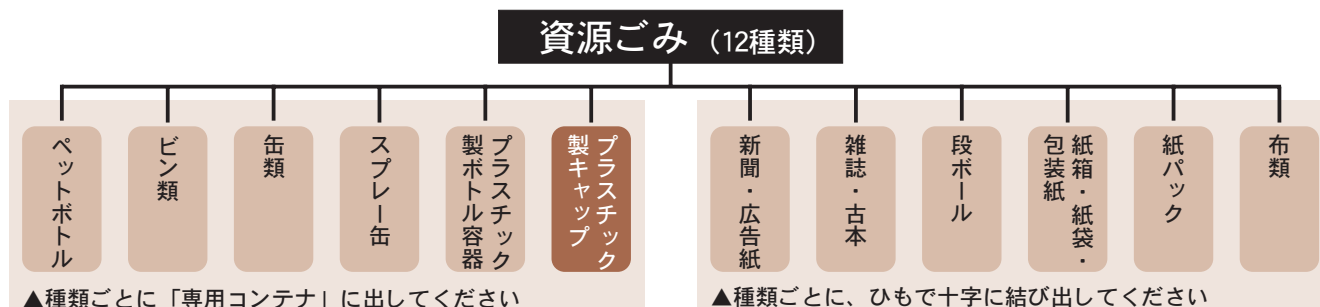 資源ごみ（12種類）
ペットボトル
ビン類
缶類
スプレー缶
プラスチック
製ボトル容器
プラスチック
製キャップ
新聞・広告紙
雑誌・古本
段ボール
紙箱・紙袋・
包装紙
紙パック
布類
▲種類ごとに「専用コンテナ」に出してください
▲種類ごとに、ひもで十字に結び出してください